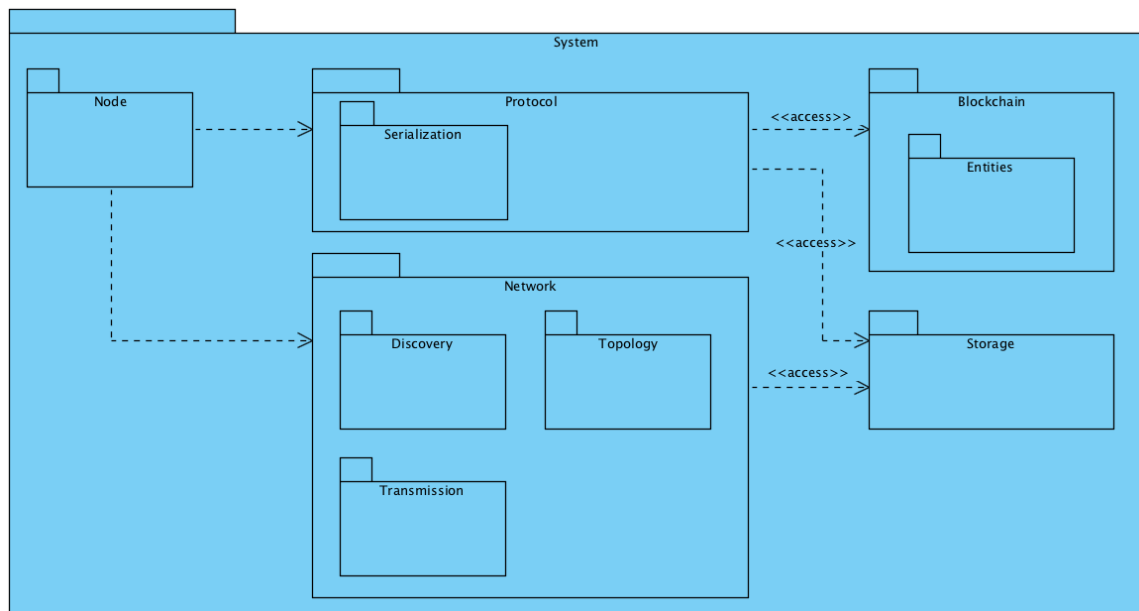 System
Node
Protocol
Serialization
<<access>>
Blockchain
Entities
<<access>>
Network
Discovery
Topology
Transmission
<<access>>
Storage